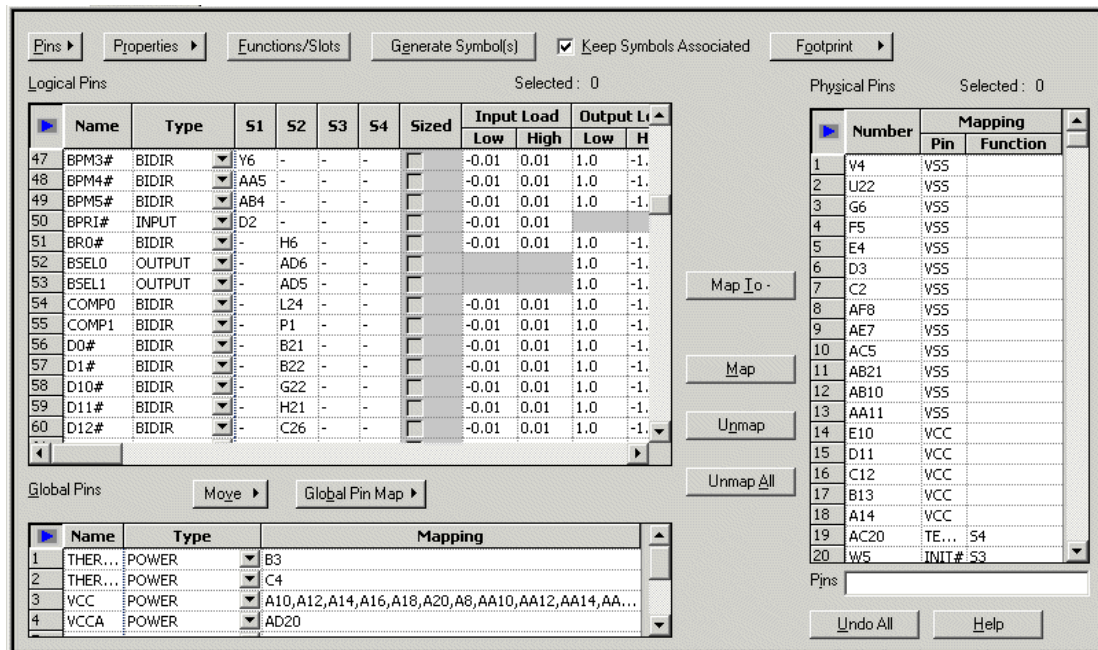 Pins Properties Functions/Slots Generate Symbol(s) Keep Symbols Associated Footprint
Logical Pins Selected : 0
Name Type S1 S2 S3 S4 Sized Input Load Output Lo
Low High Low H
47 BPM3# BIDIR Y6 - - - -0.01 0.01 1.0 -1.
48 BPM4# BIDIR AA5 - - - -0.01 0.01 1.0 -1.
49 BPM5# BIDIR AB4 - - - -0.01 0.01 1.0 -1.
50 BPRI# INPUT D2 - - - -0.01 0.01
51 BR0# BIDIR - H6 - - -0.01 0.01 1.0 -1.
52 BSEL0 OUTPUT - AD6 - - 1.0 -1.
53 BSEL1 OUTPUT - AD5 - - 1.0 -1.
54 COMP0 BIDIR - L24 - - -0.01 0.01 1.0 -1.
55 COMP1 BIDIR - P1 - - -0.01 0.01 1.0 -1.
56 D0# BIDIR - B21 - - -0.01 0.01 1.0 -1.
57 D1# BIDIR - B22 - - -0.01 0.01 1.0 -1.
58 D10# BIDIR - G22 - - -0.01 0.01 1.0 -1.
59 D11# BIDIR - H21 - - -0.01 0.01 1.0 -1.
60 D12# BIDIR - C26 - - -0.01 0.01 1.0 -1.
Global Pins Move Global Pin Map
Name Type Mapping
1 THER... POWER B3
2 THER... POWER C4
3 VCC POWER A10,A12,A14,A16,A18,A20,A8,AA10,AA12,AA14,AA...
4 VCCA POWER AD20
Map To -
Map
Unmap
Unmap All
Physical Pins Selected : 0
Number Mapping
Pin Function
1 V4 VSS
2 U22 VSS
3 G6 VSS
4 F5 VSS
5 E4 VSS
6 D3 VSS
7 C2 VSS
8 AF8 VSS
9 AE7 VSS
10 AC5 VSS
11 AB21 VSS
12 AB10 VSS
13 AA11 VSS
14 E10 VCC
15 D11 VCC
16 C12 VCC
17 B13 VCC
18 A14 VCC
19 AC20 TE... S4
20 W5 INIT# S3
Pins
Undo All Help